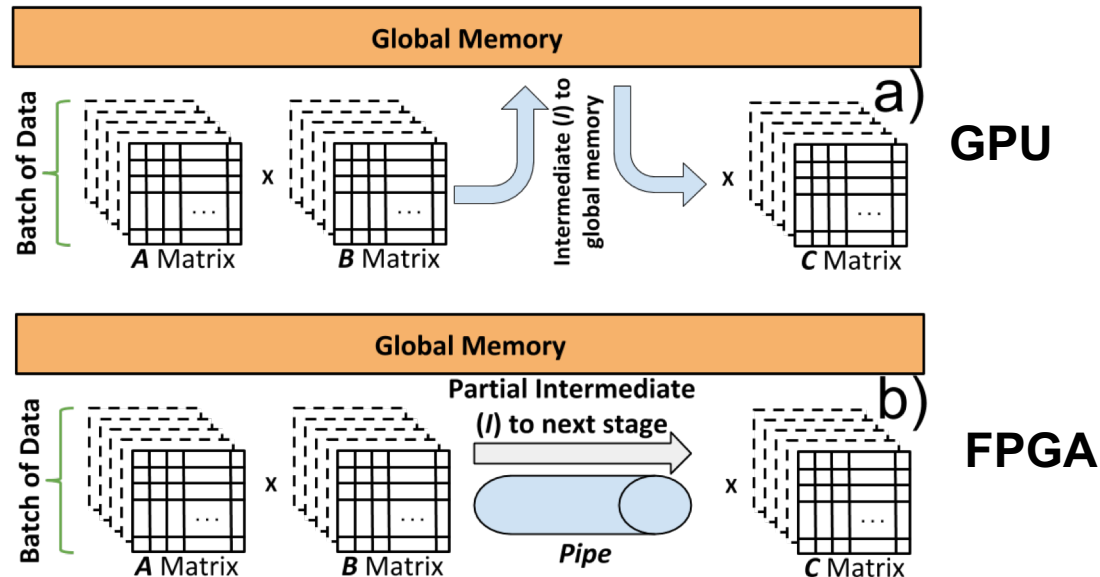 Global Memory
a)
GPU
Batch of Data
x
Intermediate (I) to
global memory
x
...
...
...
A Matrix
B Matrix
C Matrix
Global Memory
b)
FPGA
Partial Intermediate
(I) to next stage
Batch of Data
x
x
...
...
...
Pipe
A Matrix
B Matrix
C Matrix